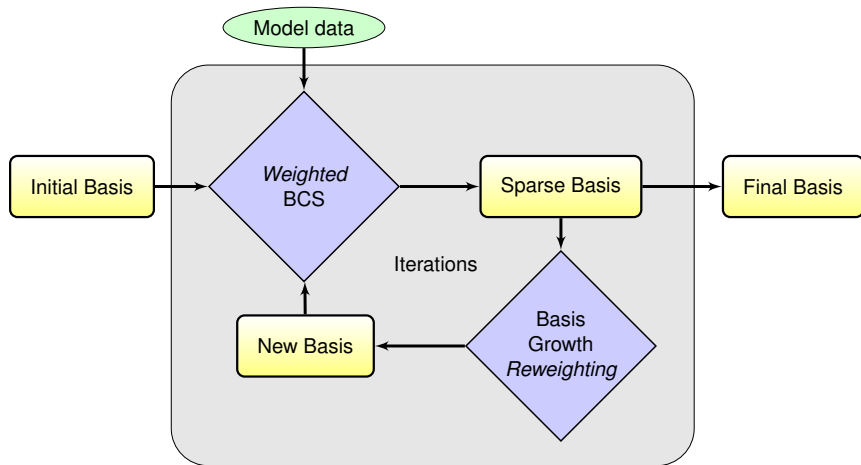 Model data
Initial Basis
Weighted
BCS
Sparse Basis
Final Basis
Iterations
New Basis
Basis
Growth
Reweighting